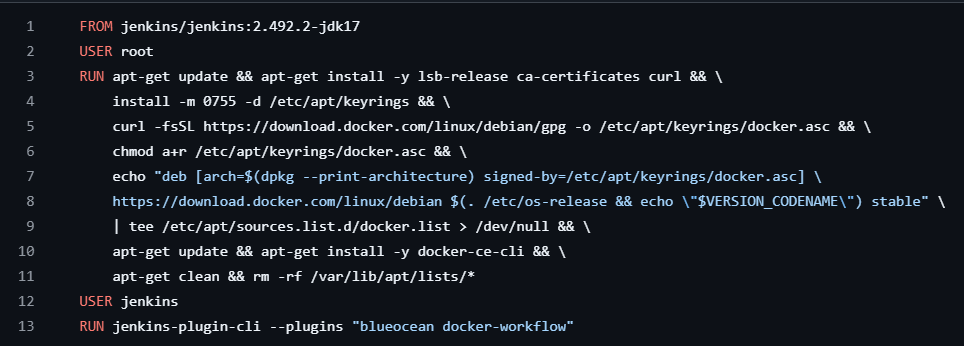 1 FROM jenkins/jenkins:2.492.2-jdk17
2 USER root
3 RUN apt-get update && apt-get install -y lsb-release ca-certificates curl && \
4 install -m 0755 -d /etc/apt/keyrings && \
5 curl -fsSL https://download.docker.com/linux/debian/gpg -o /etc/apt/keyrings/docker.asc && \
6 chmod a+r /etc/apt/keyrings/docker.asc && \
7 echo "deb [arch=$(dpkg --print-architecture) signed-by=/etc/apt/keyrings/docker.asc] \
8 https://download.docker.com/linux/debian $(. /etc/os-release && echo \"$VERSION_CODENAME\") stable" \
9 | tee /etc/apt/sources.list.d/docker.list > /dev/null && \
10 apt-get update && apt-get install -y docker-ce-cli && \
11 apt-get clean && rm -rf /var/lib/apt/lists/*
12 USER jenkins
13 RUN jenkins-plugin-cli --plugins "blueocean docker-workflow"